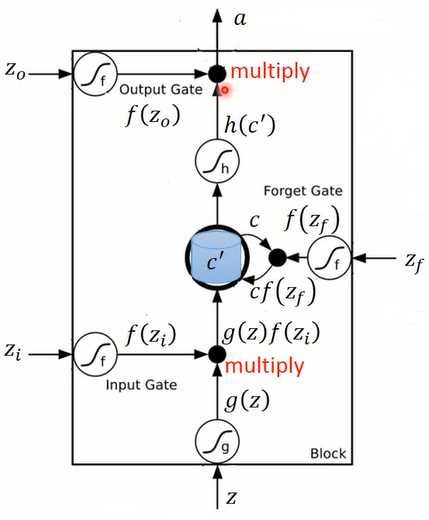 a
z_o
f
multiply
Output Gate
f(z_o)
h(c′)
h
Forget Gate
c
f(z_f)
c′
f
z_f
cf(z_f)
f(z_i)
g(z)f(z_i)
z_i
f
multiply
Input Gate
g(z)
g
Block
z